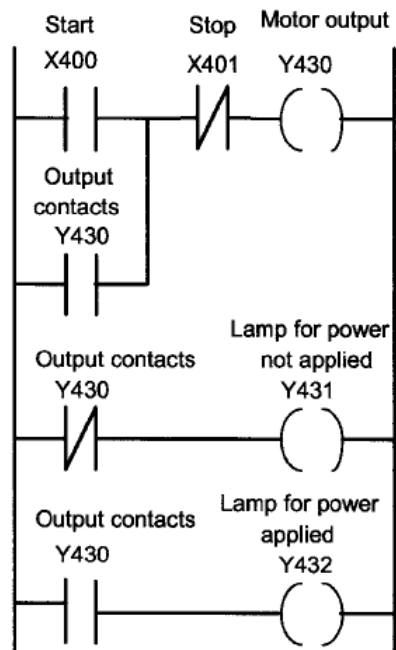 Start Stop Motor output
X400 X401 Y430
Output
contacts
Y430
Lamp for power
not applied
Output contacts
Y430 Y431
Lamp for power
applied
Output contacts
Y430 Y432